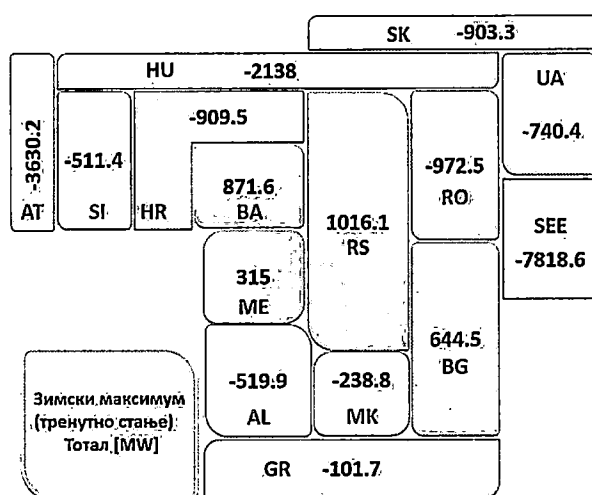 SK -903.3
HU -2138
UA
-740.4
-3630.2
AT
-511.4
SI
-909.5
HR
871.6
BA
1016.1
RS
-972.5
RO
SEE
-7818.6
315
ME
644.5
BG
-519.9
AL
-238.8
MK
Зимски максимум
(тренутно стање)
Тотал [MW]
GR -101.7